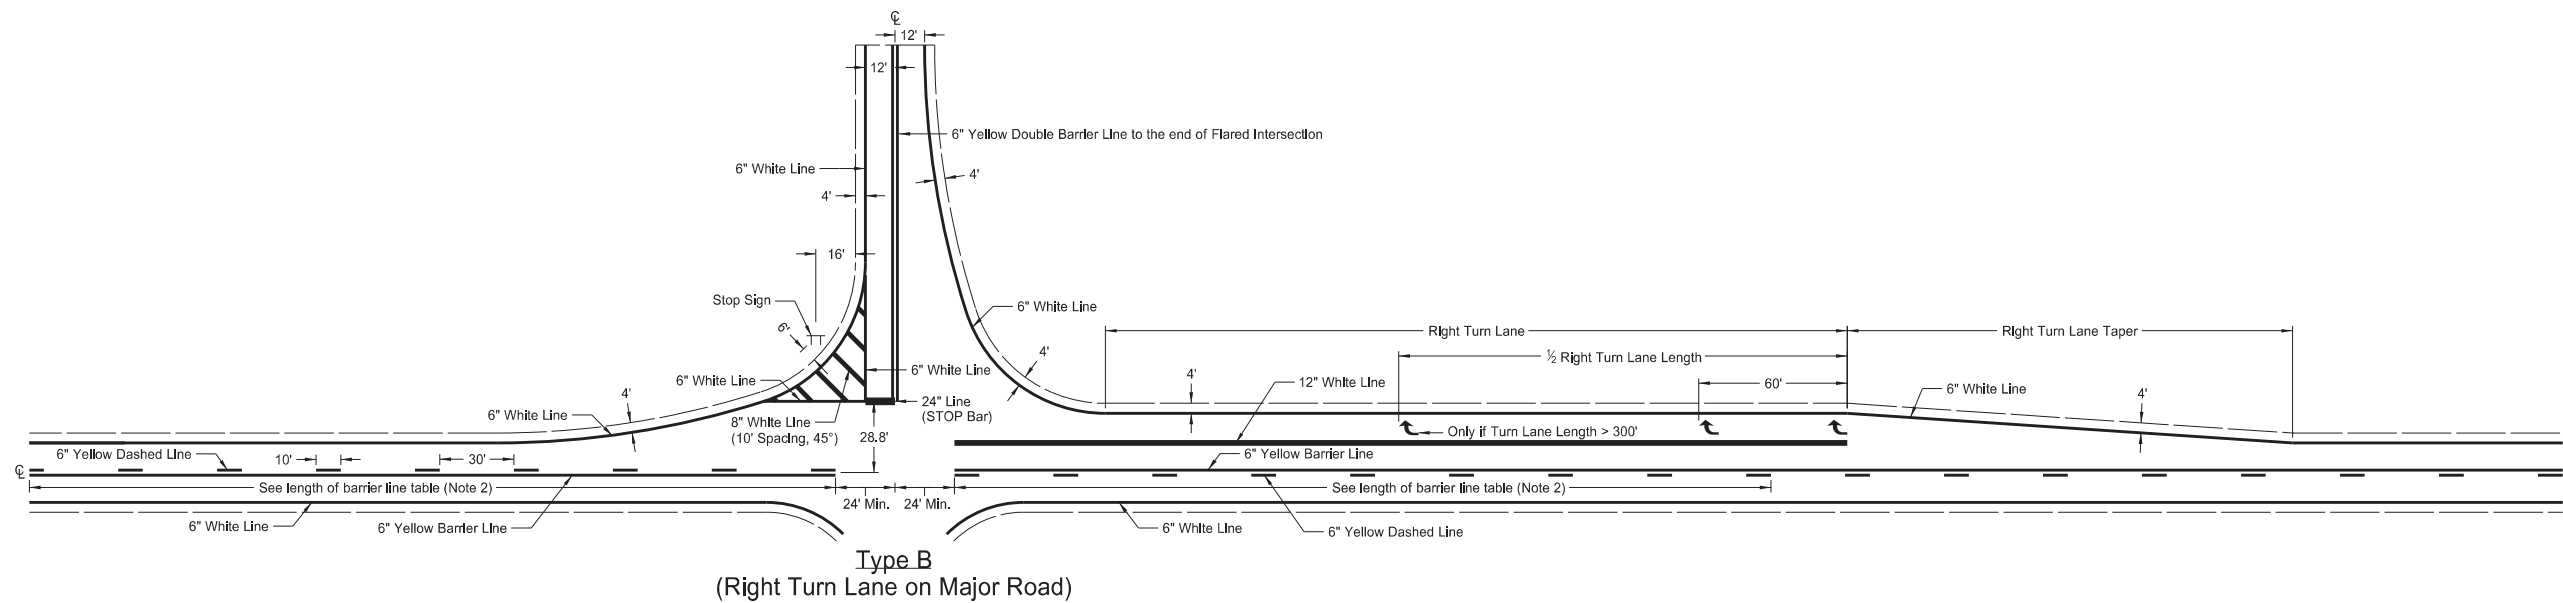 ℄
12'
12'
6" Yellow Double Barrier Line to the end of Flared Intersection
6" White Line
4'
4'
16'
Stop Sign
6'
6" White Line
Right Turn Lane
Right Turn Lane Taper
4'
½ Right Turn Lane Length
6" White Line
6" White Line
4'
12" White Line
60'
6" White Line
4'
4'
24" Line
(STOP Bar)
6" White Line
8" White Line
(10' Spacing, 45°)
28.8'
Only if Turn Lane Length > 300'
6" Yellow Dashed Line
10'
30'
6" Yellow Barrier Line
℄
See length of barrier line table (Note 2)
See length of barrier line table (Note 2)
24' Min.
24' Min.
6" White Line
6" Yellow Barrier Line
6" White Line
6" Yellow Dashed Line
Type B
(Right Turn Lane on Major Road)